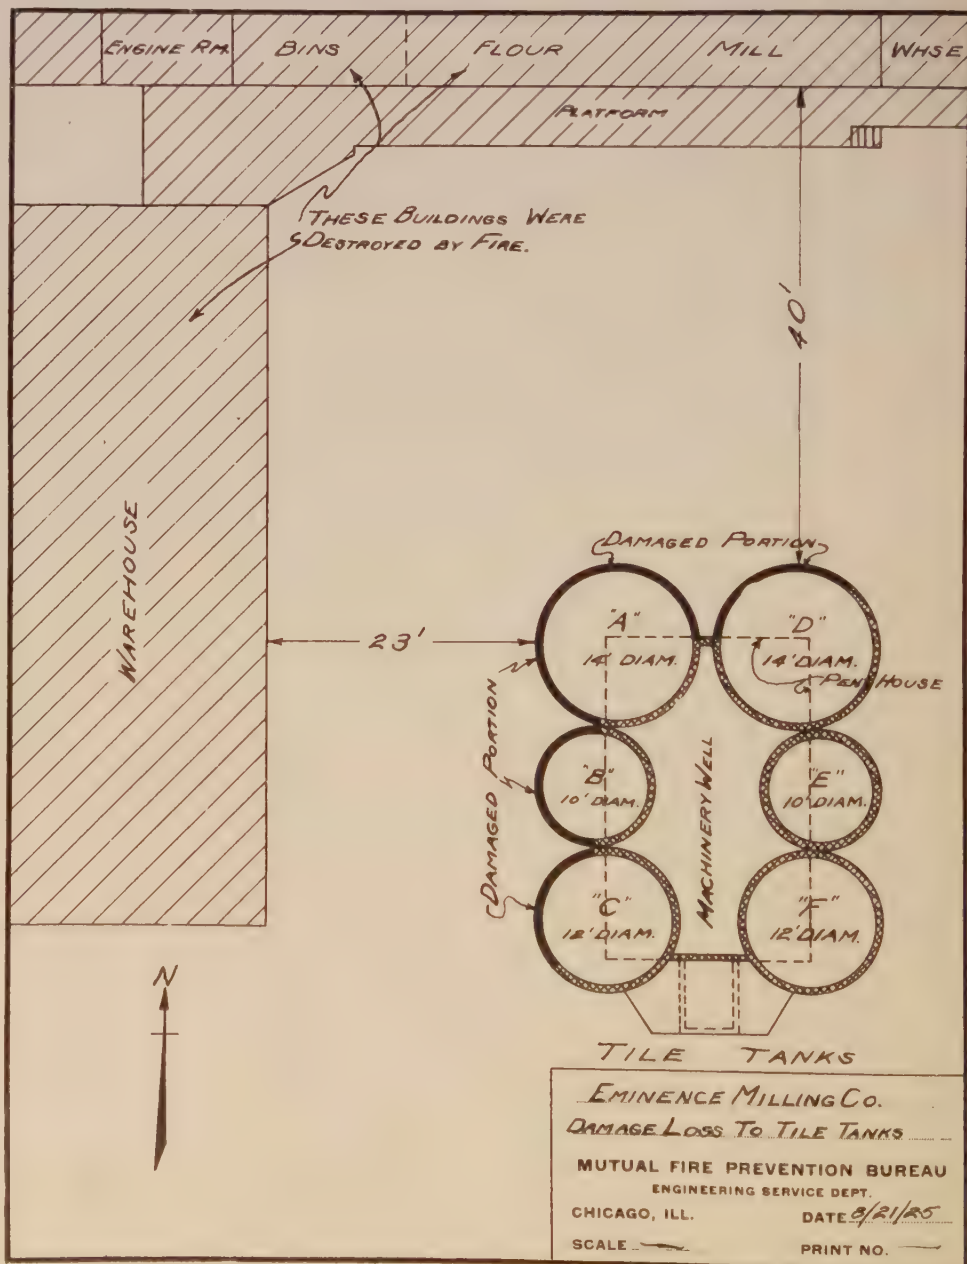 ENGINE RM. BINS FLOUR MILL WHSE
PLATFORM
THESE BUILDINGS WERE
DESTROYED BY FIRE.
40'
WAREHOUSE
23'
DAMAGED PORTION
"A"
14' DIAM.
"D"
14' DIAM.
PENT HOUSE
DAMAGED PORTION
"B"
10' DIAM.
MACHINERY WELL
"E"
10' DIAM.
"C"
12' DIAM.
"F"
12' DIAM.
N
TILE TANKS
EMINENCE MILLING CO.
DAMAGE LOSS TO TILE TANKS
MUTUAL FIRE PREVENTION BUREAU
ENGINEERING SERVICE DEPT.
CHICAGO, ILL. DATE 8/21/25
SCALE
PRINT NO.